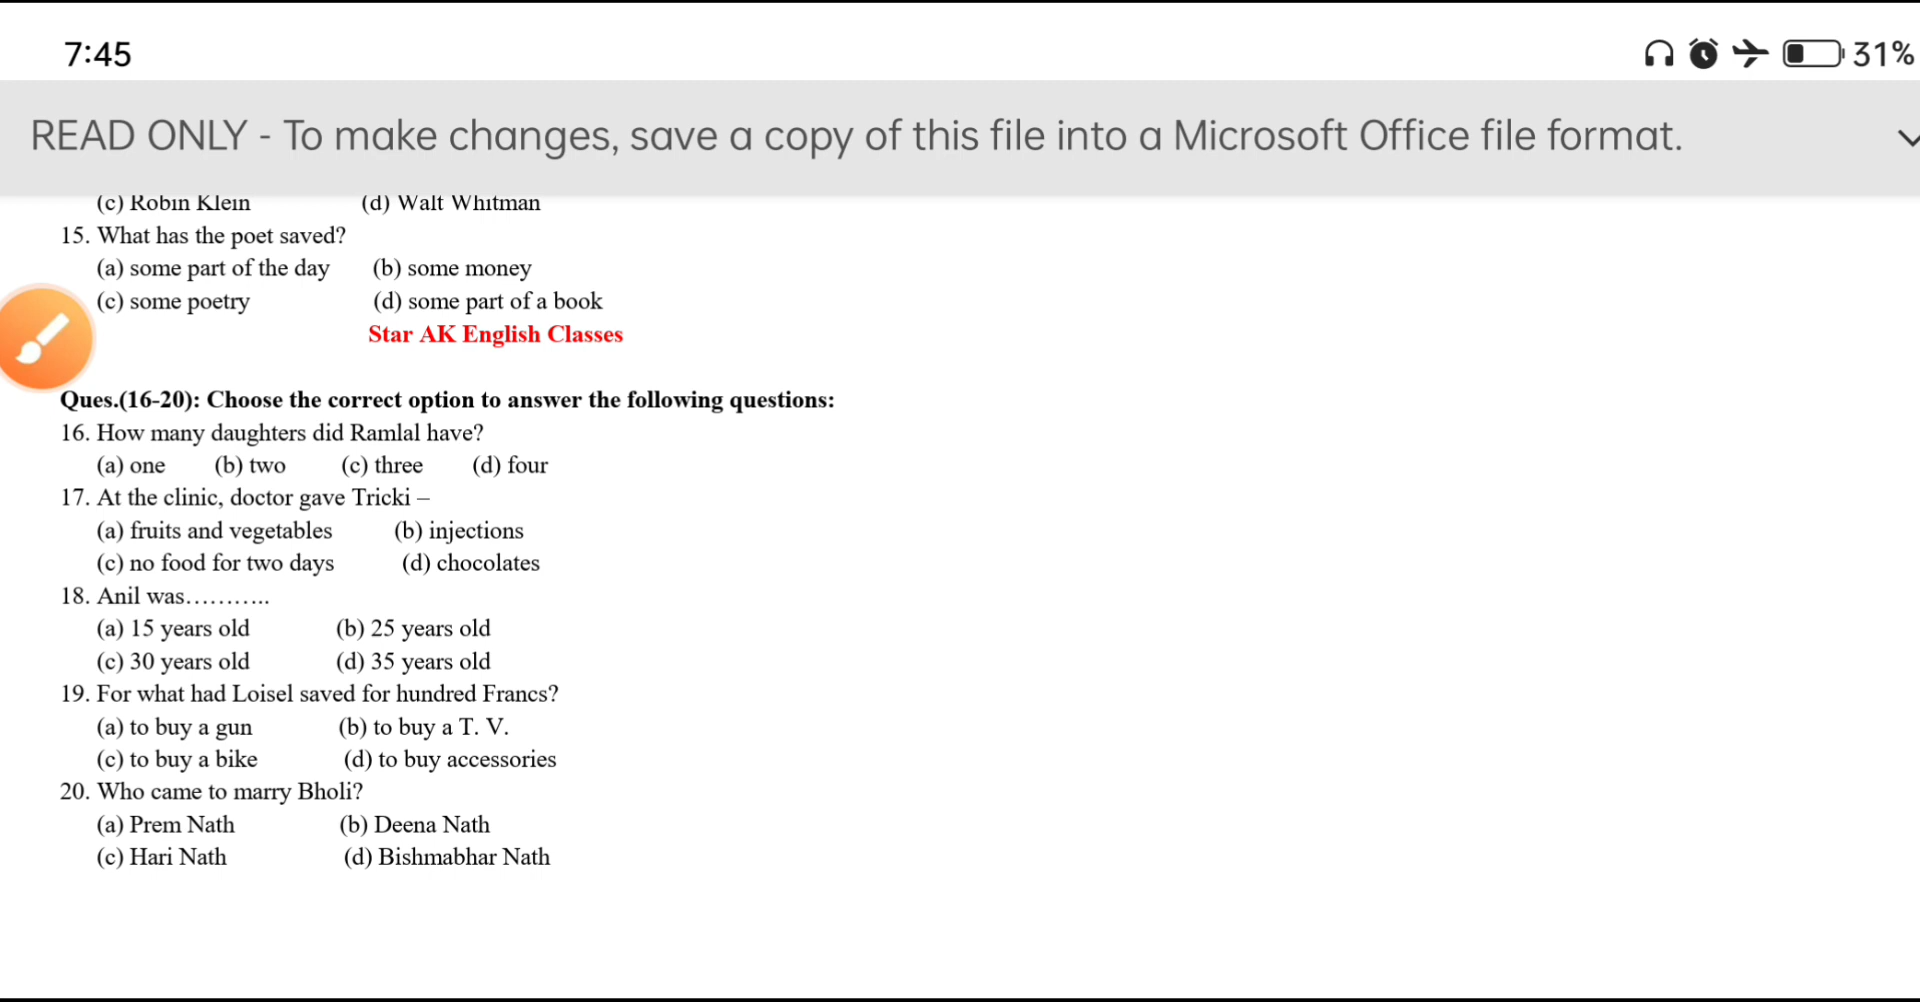 7:45
31%
READ ONLY - To make changes, save a copy of this file into a Microsoft Office file format.
(c) Robin Klein (d) Walt Whitman
15. What has the poet saved?
(a) some part of the day (b) some money
(c) some poetry (d) some part of a book
Star AK English Classes
Ques.(16-20): Choose the correct option to answer the following questions:
16. How many daughters did Ramlal have?
(a) one (b) two (c) three (d) four
17. At the clinic, doctor gave Tricki –
(a) fruits and vegetables (b) injections
(c) no food for two days (d) chocolates
18. Anil was………..
(a) 15 years old (b) 25 years old
(c) 30 years old (d) 35 years old
19. For what had Loisel saved for hundred Francs?
(a) to buy a gun (b) to buy a T. V.
(c) to buy a bike (d) to buy accessories
20. Who came to marry Bholi?
(a) Prem Nath (b) Deena Nath
(c) Hari Nath (d) Bishmabhar Nath